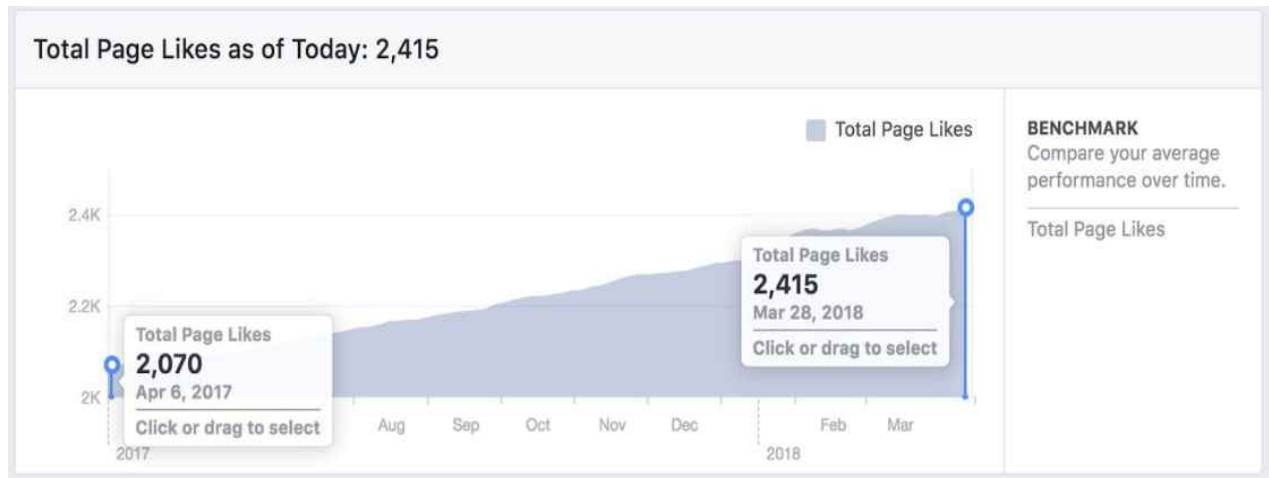 Total Page Likes as of Today: 2,415
Total Page Likes
BENCHMARK
Compare your average
performance over time.
Total Page Likes
2.4K
2.2K
2K
Total Page Likes
2,070
Apr 6, 2017
Click or drag to select
Total Page Likes
2,415
Mar 28, 2018
Click or drag to select
Aug Sep Oct Nov Dec Feb Mar
2017 2018